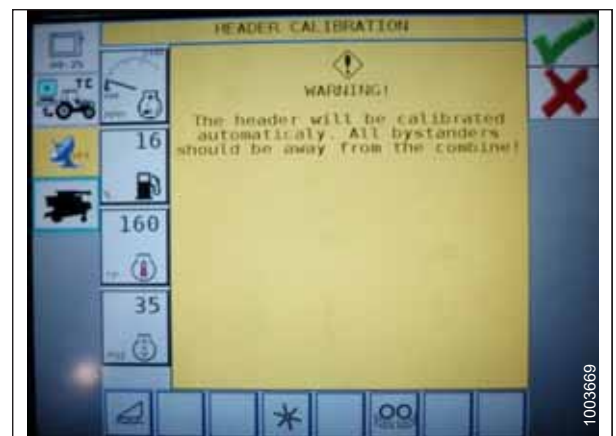 HEADER CALIBRATION
WARNING!
The header will be calibrated
automaticaly. All bystanders
should be away from the combine!
TC
16
160
35
1003669